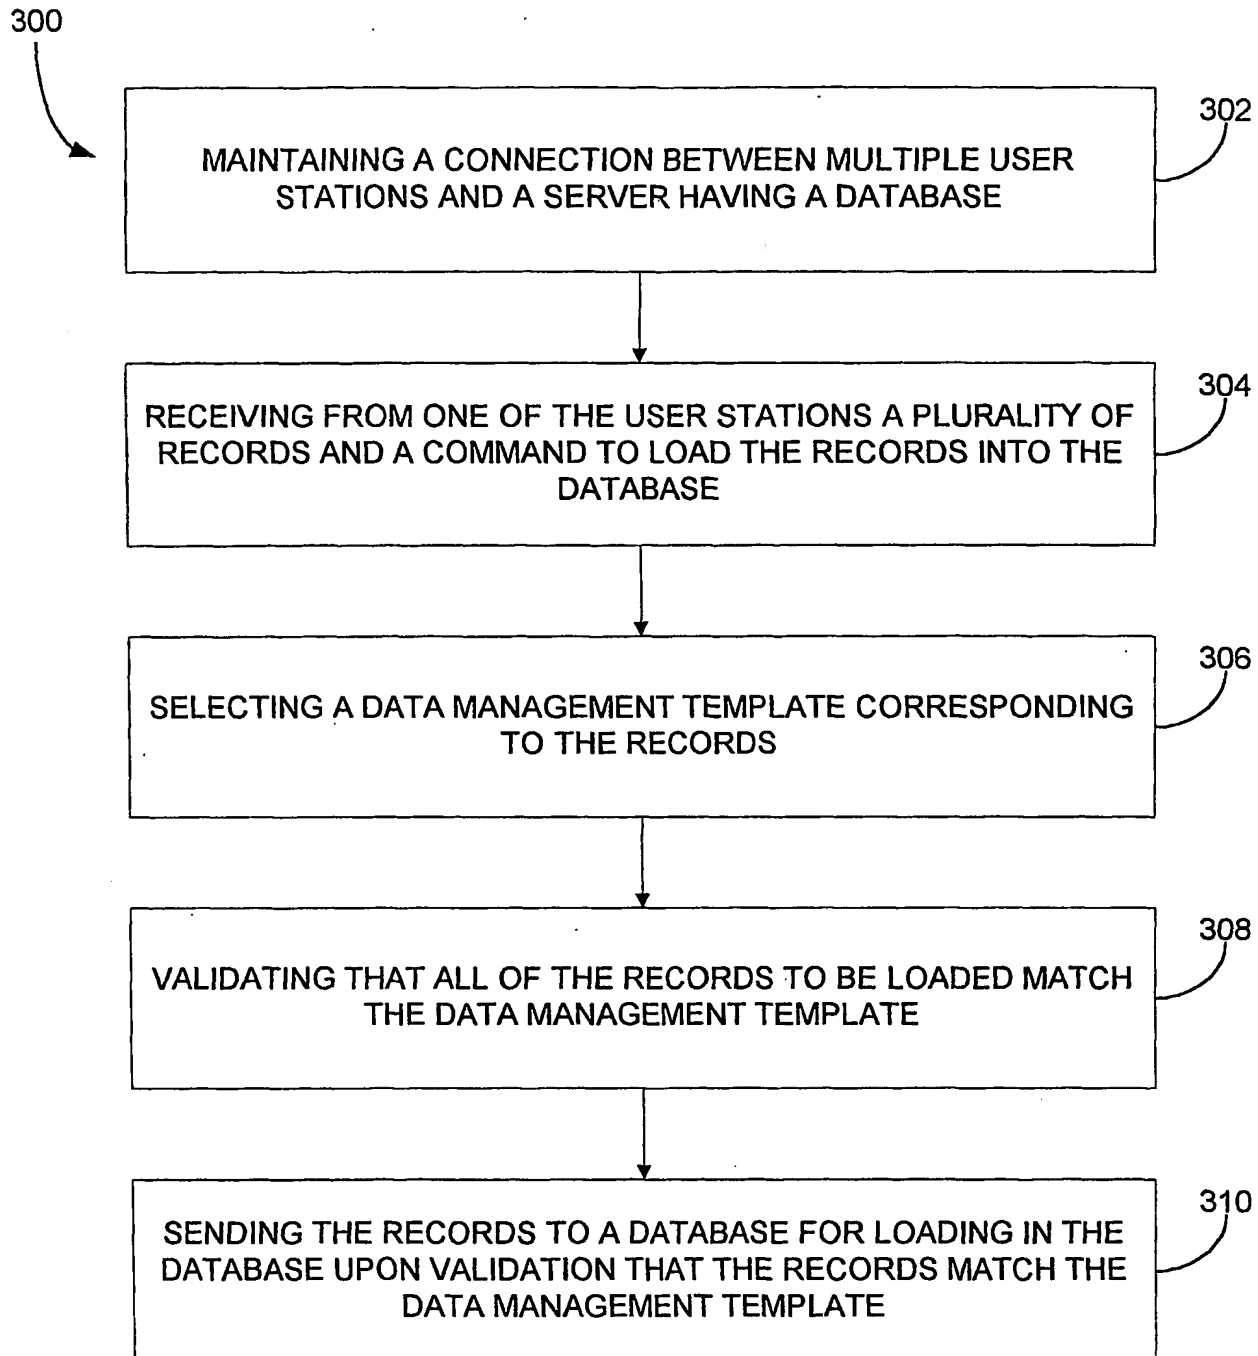 300
302
MAINTAINING A CONNECTION BETWEEN MULTIPLE USER
STATIONS AND A SERVER HAVING A DATABASE
304
RECEIVING FROM ONE OF THE USER STATIONS A PLURALITY OF
RECORDS AND A COMMAND TO LOAD THE RECORDS INTO THE
DATABASE
306
SELECTING A DATA MANAGEMENT TEMPLATE CORRESPONDING
TO THE RECORDS
308
VALIDATING THAT ALL OF THE RECORDS TO BE LOADED MATCH
THE DATA MANAGEMENT TEMPLATE
310
SENDING THE RECORDS TO A DATABASE FOR LOADING IN THE
DATABASE UPON VALIDATION THAT THE RECORDS MATCH THE
DATA MANAGEMENT TEMPLATE